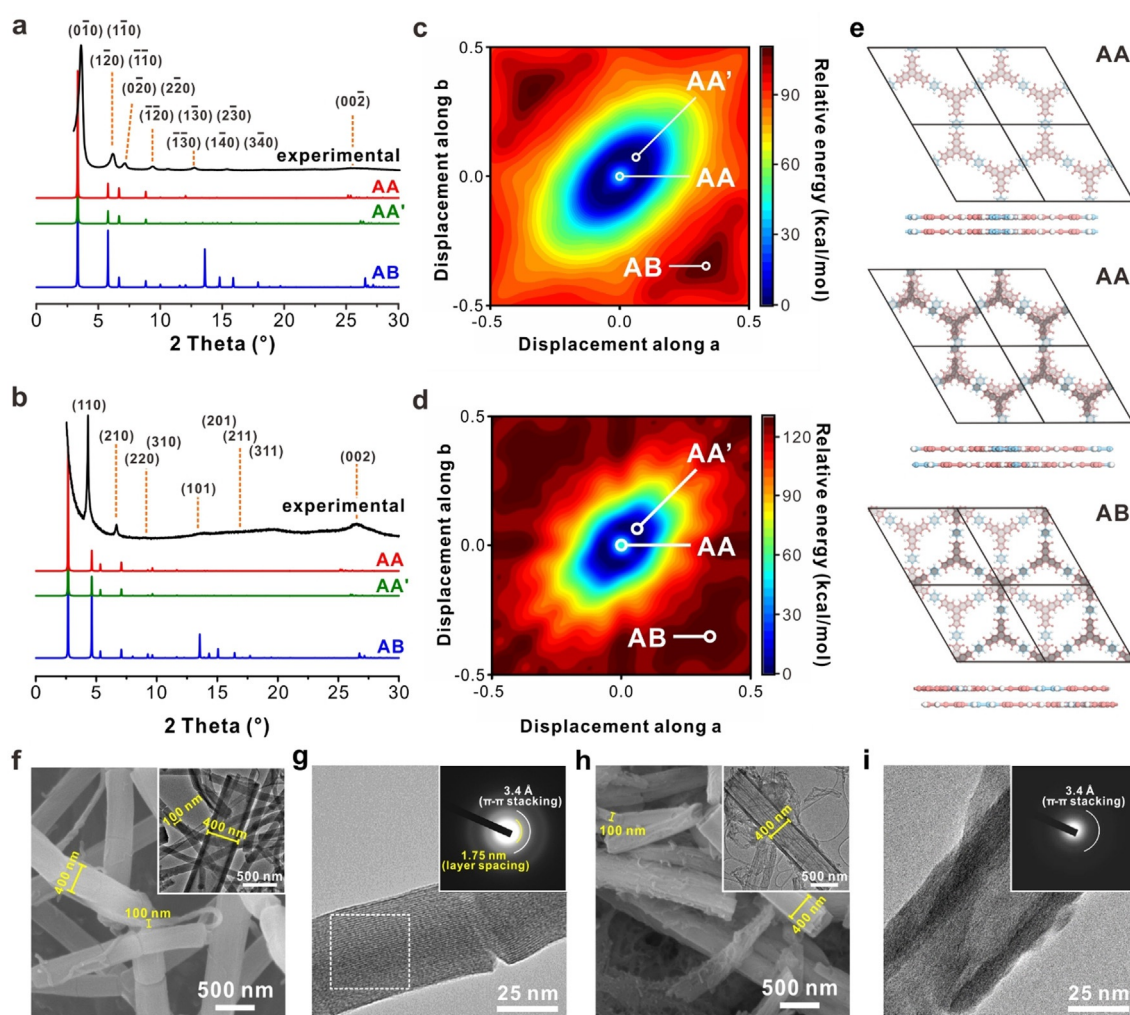 a
(01̅0) (11̅0)
(12̅0) (1̅1̅0)
(02̅0) (22̅0)
(1̅2̅0) (13̅0) (23̅0)
(1̅3̅0) (14̅0) (34̅0)
(002̅)
experimental
AA
AA'
AB
0 5 10 15 20 25 30
2 Theta (°)
b
(110)
(210)
(310)
(220)
(101)
(201)
(211)
(311)
(002)
experimental
AA
AA'
AB
0 5 10 15 20 25 30
2 Theta (°)
c
Displacement along b
0.5
0.0
-0.5
-0.5 0.0 0.5
Displacement along a
AA'
AA
AB
90
60
30
0
Relative energy (kcal/mol)
d
Displacement along b
0.5
0.0
-0.5
-0.5 0.0 0.5
Displacement along a
AA'
AA
AB
120
90
60
30
0
Relative energy (kcal/mol)
e
AA
AA
AB
f
400 nm
100 nm
500 nm
100 nm
400 nm
500 nm
g
3.4 Å
(π-π stacking)
1.75 nm
(layer spacing)
25 nm
h
100 nm
400 nm
500 nm
400 nm
500 nm
i
3.4 Å
(π-π stacking)
25 nm